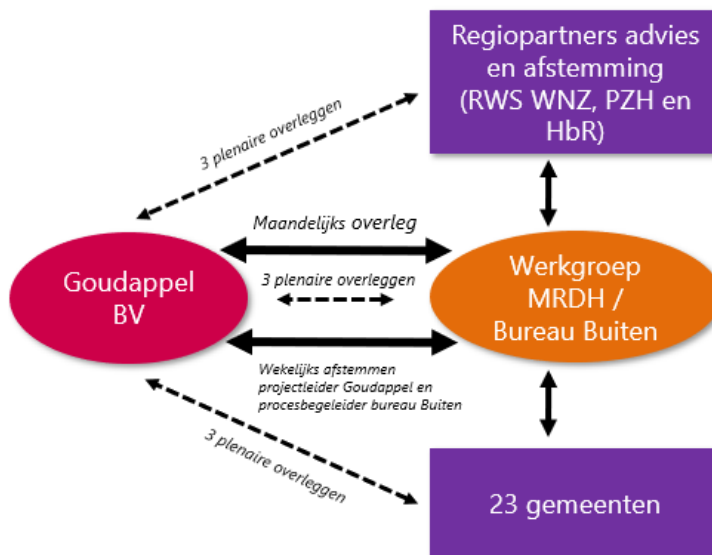 Regiopartners advies
en afstemming
(RWS WNZ, PZH en
HbR)
3 plenaire overleggen
Maandelijks overleg
Goudappel
BV
3 plenaire overleggen
Werkgroep
MRDH /
Bureau Buiten
Wekelijks afstemmen
projectleider Goudappel en
procesbegeleider bureau Buiten
3 plenaire overleggen
23 gemeenten